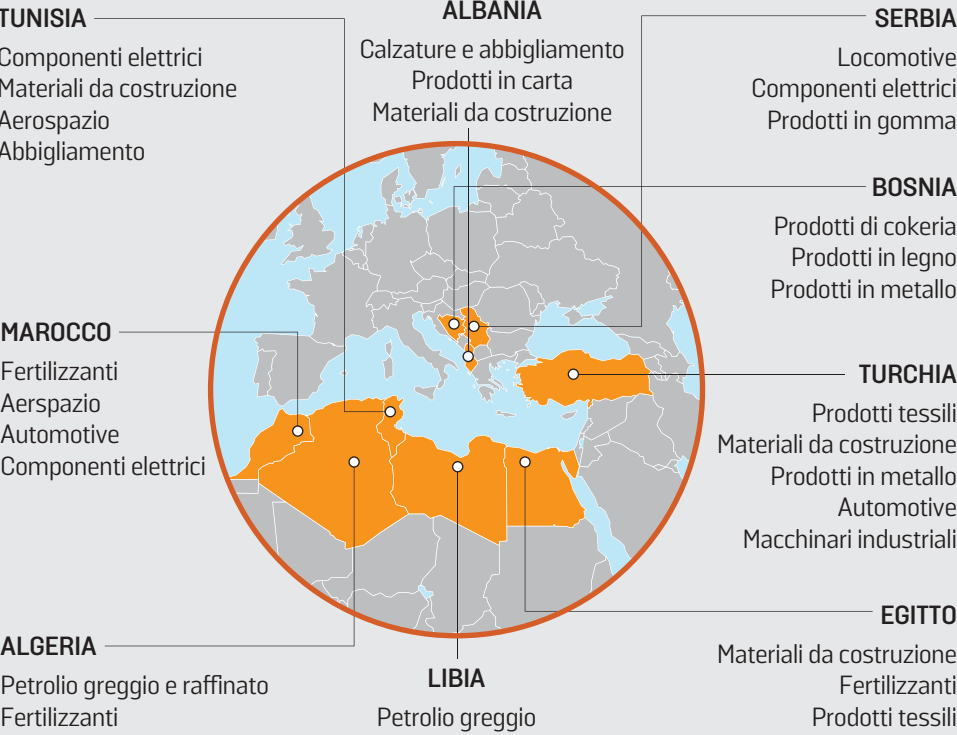 TUNISIA
Componenti elettrici
Materiali da costruzione
Aerospazio
Abbigliamento
ALBANIA
Calzature e abbigliamento
Prodotti in carta
Materiali da costruzione
SERBIA
Locomotive
Componenti elettrici
Prodotti in gomma
BOSNIA
Prodotti di cokeria
Prodotti in legno
Prodotti in metallo
MAROCCO
Fertilizzanti
Aerspazio
Automotive
Componenti elettrici
TURCHIA
Prodotti tessili
Materiali da costruzione
Prodotti in metallo
Automotive
Macchinari industriali
ALGERIA
Petrolio greggio e raffinato
Fertilizzanti
LIBIA
Petrolio greggio
EGITTO
Materiali da costruzione
Fertilizzanti
Prodotti tessili